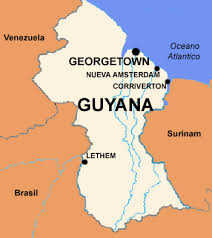 Venezuela
Oceano
Atlantico
GEORGETOWN
NUEVA AMSTERDAM
CORRIVERTON
GUYANA
Surinam
LETHEM
Brasil